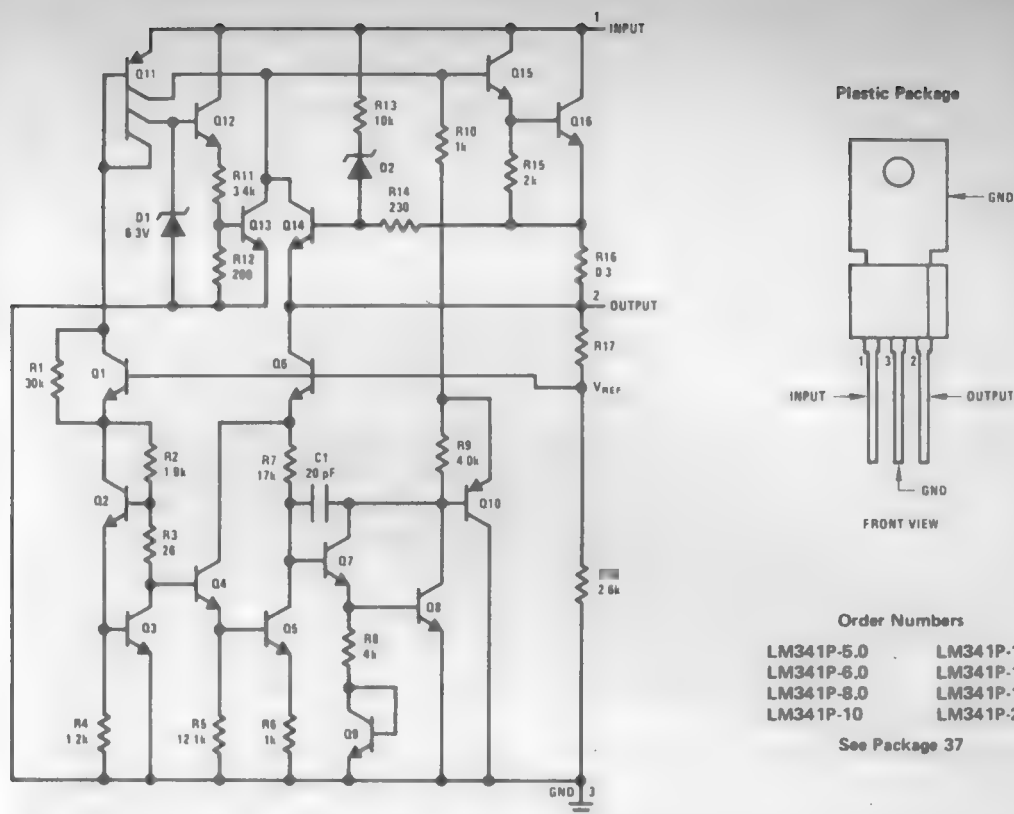 1
INPUT
Q11
Q12
Q15
Q16
R13
10k
R10
1k
D2
R15
2k
R11
3.4k
R14
230
D1
6.3V
Q13
Q14
R12
200
R16
0.3
2
OUTPUT
R1
30k
Q1
Q6
R17
VREF
R2
1.9k
R7
17k
C1
20 pF
R9
4.0k
Q10
Q2
R3
26
Q4
Q7
Q3
Q5
Q8
R8
4k
2.6k
R4
1.2k
R5
12.1k
R6
1k
Q9
GND
3
Plastic Package
GND
1
3
2
INPUT
OUTPUT
GND
FRONT VIEW
Order Numbers
LM341P-5.0
LM341P-6.0
LM341P-8.0
LM341P-10
See Package 37